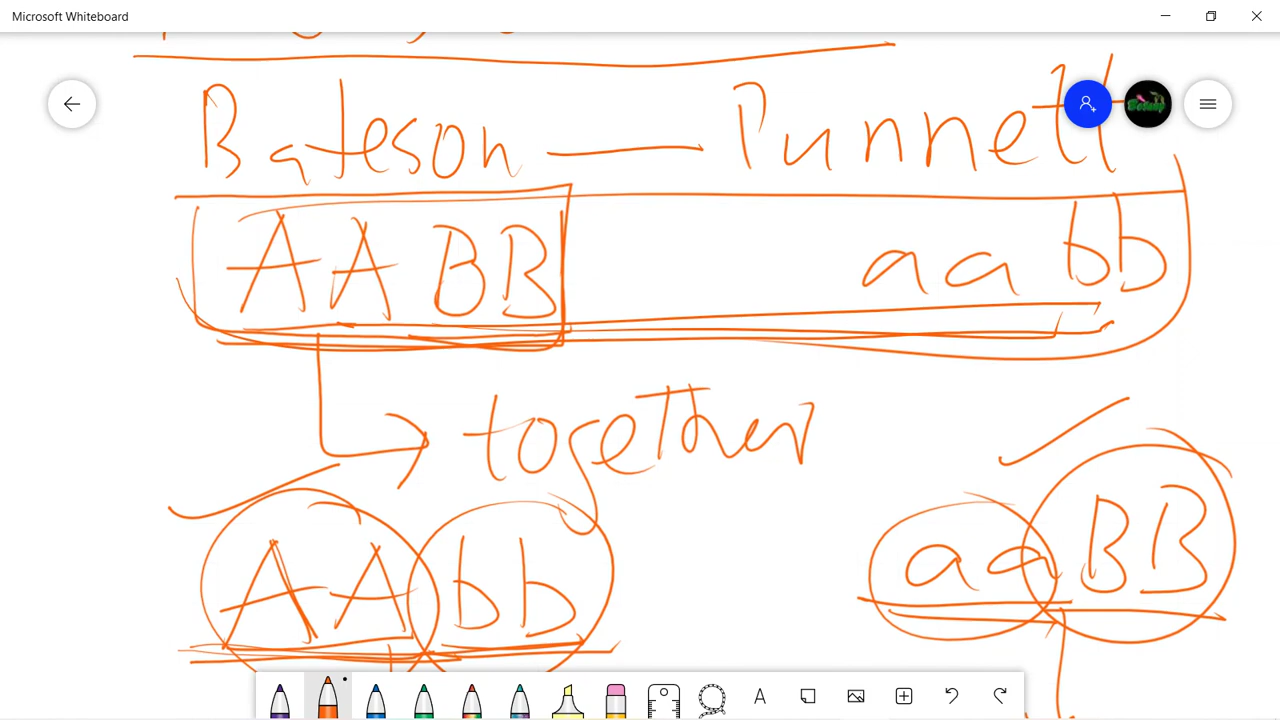 Microsoft Whiteboard
Bateson — Punnett
AABB aabb
together
AAbb aaBB
A